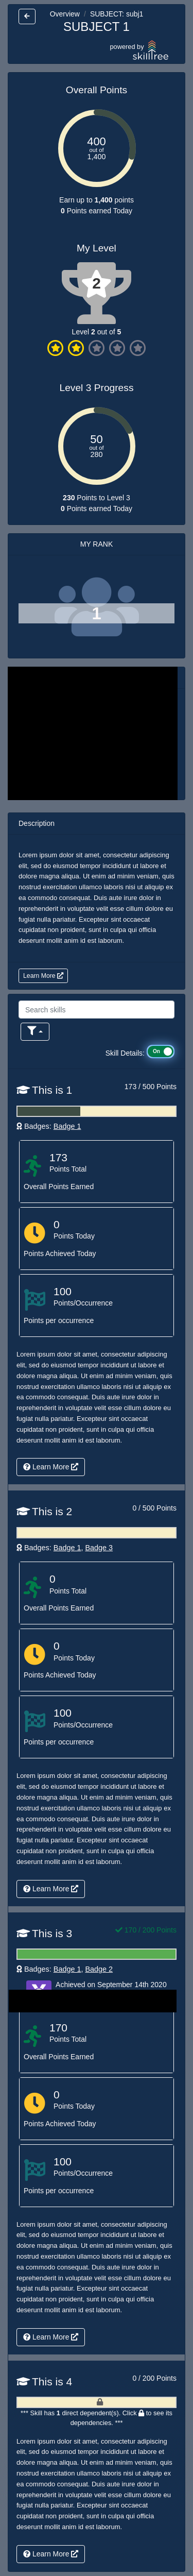 Overview / SUBJECT: subj1
SUBJECT 1
powered by
skilltree
Overall Points
400
out of
1,400
Earn up to 1,400 points
0 Points earned Today
My Level
2
Level 2 out of 5
Level 3 Progress
50
out of
280
230 Points to Level 3
0 Points earned Today
MY RANK
1
Description
Lorem ipsum dolor sit amet, consectetur adipiscing
elit, sed do eiusmod tempor incididunt ut labore et
dolore magna aliqua. Ut enim ad minim veniam, quis
nostrud exercitation ullamco laboris nisi ut aliquip ex
ea commodo consequat. Duis aute irure dolor in
reprehenderit in voluptate velit esse cillum dolore eu
fugiat nulla pariatur. Excepteur sint occaecat
cupidatat non proident, sunt in culpa qui officia
deserunt mollit anim id est laborum.
Learn More
Search skills
Skill Details: On
This is 1
173 / 500 Points
Badges: Badge 1
173
Points Total
Overall Points Earned
0
Points Today
Points Achieved Today
100
Points/Occurrence
Points per occurrence
Lorem ipsum dolor sit amet, consectetur adipiscing
elit, sed do eiusmod tempor incididunt ut labore et
dolore magna aliqua. Ut enim ad minim veniam, quis
nostrud exercitation ullamco laboris nisi ut aliquip ex
ea commodo consequat. Duis aute irure dolor in
reprehenderit in voluptate velit esse cillum dolore eu
fugiat nulla pariatur. Excepteur sint occaecat
cupidatat non proident, sunt in culpa qui officia
deserunt mollit anim id est laborum.
Learn More
This is 2
0 / 500 Points
Badges: Badge 1, Badge 3
0
Points Total
Overall Points Earned
0
Points Today
Points Achieved Today
100
Points/Occurrence
Points per occurrence
Lorem ipsum dolor sit amet, consectetur adipiscing
elit, sed do eiusmod tempor incididunt ut labore et
dolore magna aliqua. Ut enim ad minim veniam, quis
nostrud exercitation ullamco laboris nisi ut aliquip ex
ea commodo consequat. Duis aute irure dolor in
reprehenderit in voluptate velit esse cillum dolore eu
fugiat nulla pariatur. Excepteur sint occaecat
cupidatat non proident, sunt in culpa qui officia
deserunt mollit anim id est laborum.
Learn More
This is 3
170 / 200 Points
Badges: Badge 1, Badge 2
Achieved on September 14th 2020
170
Points Total
Overall Points Earned
0
Points Today
Points Achieved Today
100
Points/Occurrence
Points per occurrence
Lorem ipsum dolor sit amet, consectetur adipiscing
elit, sed do eiusmod tempor incididunt ut labore et
dolore magna aliqua. Ut enim ad minim veniam, quis
nostrud exercitation ullamco laboris nisi ut aliquip ex
ea commodo consequat. Duis aute irure dolor in
reprehenderit in voluptate velit esse cillum dolore eu
fugiat nulla pariatur. Excepteur sint occaecat
cupidatat non proident, sunt in culpa qui officia
deserunt mollit anim id est laborum.
Learn More
This is 4
0 / 200 Points
*** Skill has 1 direct dependent(s). Click to see its
dependencies. ***
Lorem ipsum dolor sit amet, consectetur adipiscing
elit, sed do eiusmod tempor incididunt ut labore et
dolore magna aliqua. Ut enim ad minim veniam, quis
nostrud exercitation ullamco laboris nisi ut aliquip ex
ea commodo consequat. Duis aute irure dolor in
reprehenderit in voluptate velit esse cillum dolore eu
fugiat nulla pariatur. Excepteur sint occaecat
cupidatat non proident, sunt in culpa qui officia
deserunt mollit anim id est laborum.
Learn More